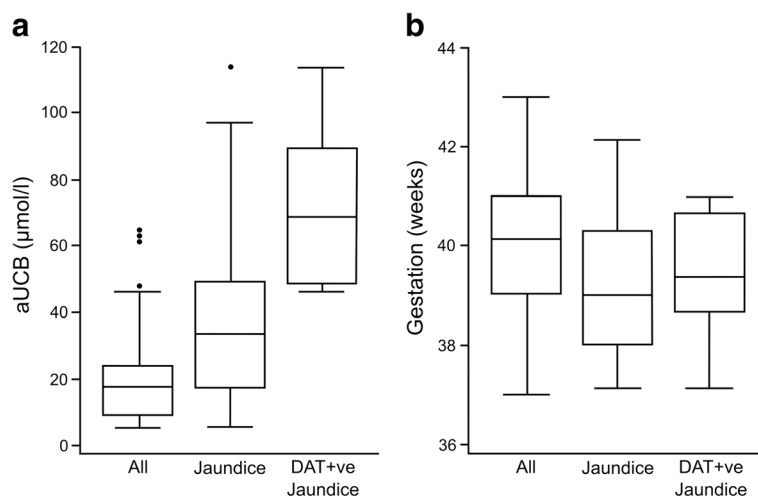 a
aUCB (µmol/l)
120
100
80
60
40
20
0
All
Jaundice
DAT+ve
Jaundice
b
Gestation (weeks)
44
42
40
38
36
All
Jaundice
DAT+ve
Jaundice